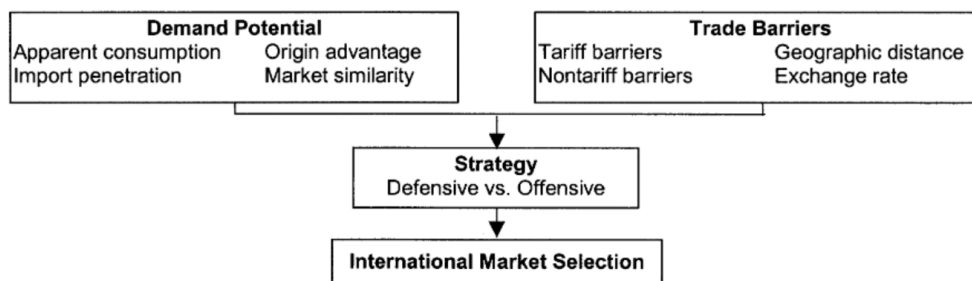 Demand Potential
Apparent consumption Origin advantage
Import penetration Market similarity
Trade Barriers
Tariff barriers Geographic distance
Nontariff barriers Exchange rate
Strategy
Defensive vs. Offensive
International Market Selection